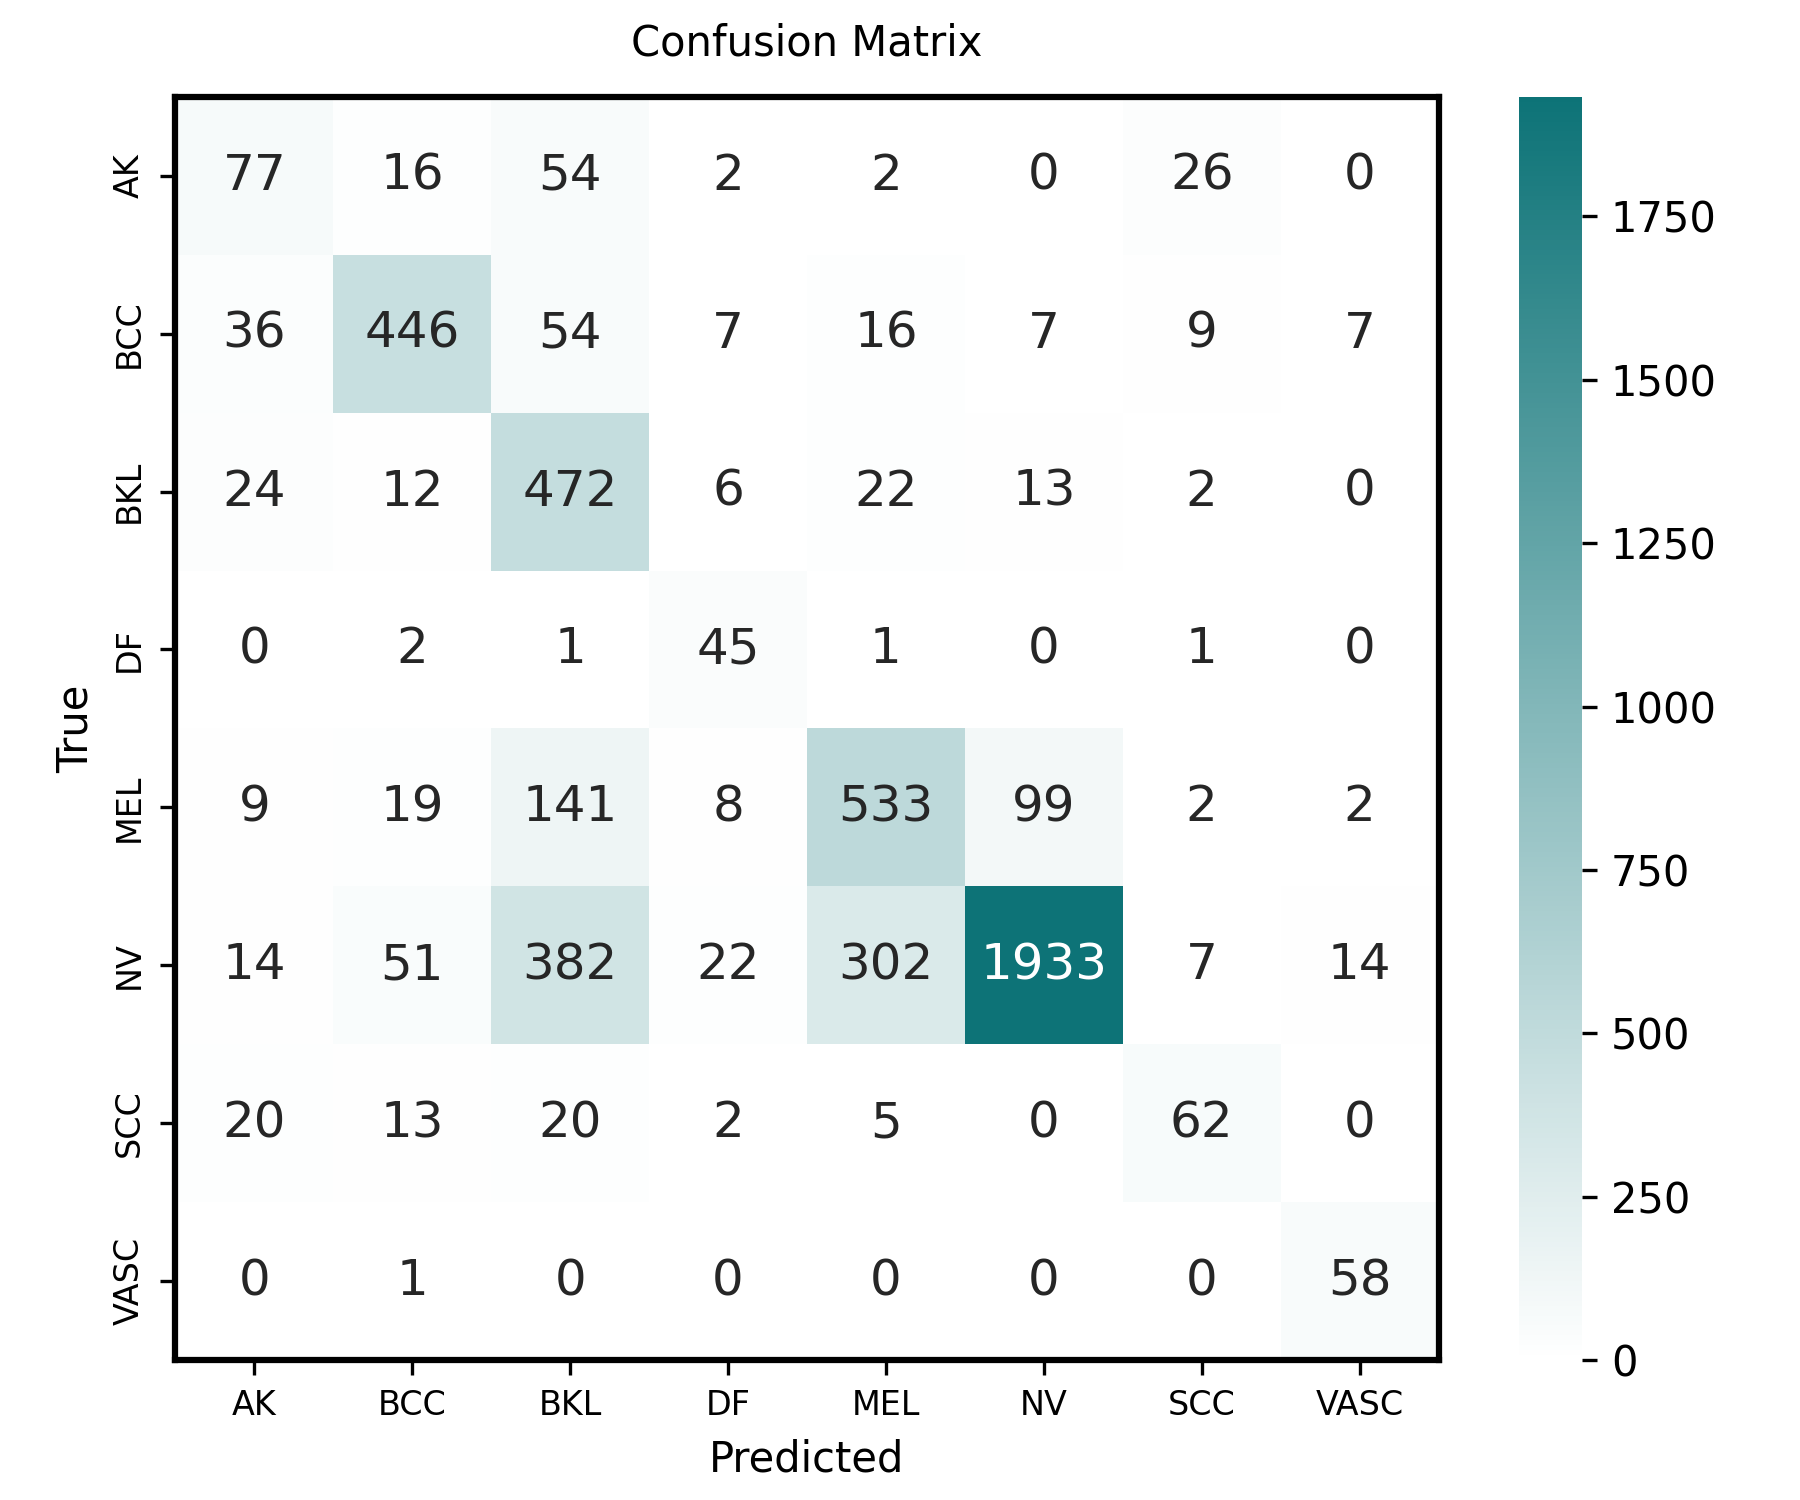 Confusion Matrix
True
AK 77 16 54 2 2 0 26 0
BCC 36 446 54 7 16 7 9 7
BKL 24 12 472 6 22 13 2 0
DF 0 2 1 45 1 0 1 0
MEL 9 19 141 8 533 99 2 2
NV 14 51 382 22 302 1933 7 14
SCC 20 13 20 2 5 0 62 0
VASC 0 1 0 0 0 0 0 58
AK BCC BKL DF MEL NV SCC VASC
Predicted
1750
1500
1250
1000
750
500
250
0